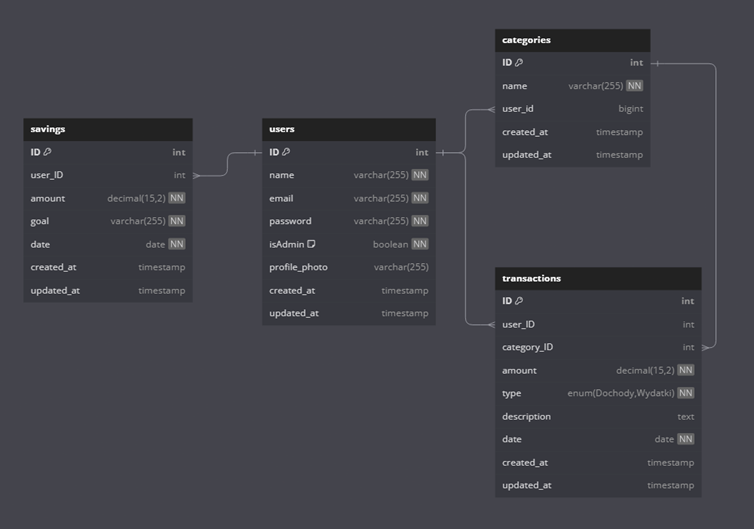 savings
ID int
user_ID int
amount decimal(15,2) NN
goal varchar(255) NN
date date NN
created_at timestamp
updated_at timestamp
users
ID int
name varchar(255) NN
email varchar(255) NN
password varchar(255) NN
isAdmin boolean NN
profile_photo varchar(255)
created_at timestamp
updated_at timestamp
categories
ID int
name varchar(255) NN
user_id bigint
created_at timestamp
updated_at timestamp
transactions
ID int
user_ID int
category_ID int
amount decimal(15,2) NN
type enum(Dochody,Wydatki) NN
description text
date date NN
created_at timestamp
updated_at timestamp